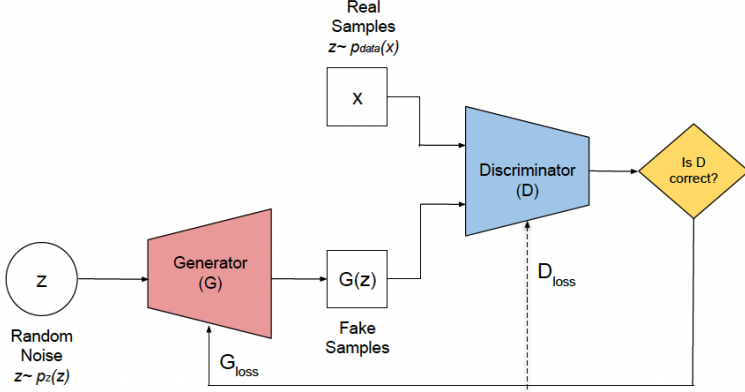 Real
Samples
z~ pdata(x)
x
Discriminator
(D)
Is D
correct?
z
Generator
(G)
G(z)
Dloss
Random
Noise
z~ pz(z)
Gloss
Fake
Samples